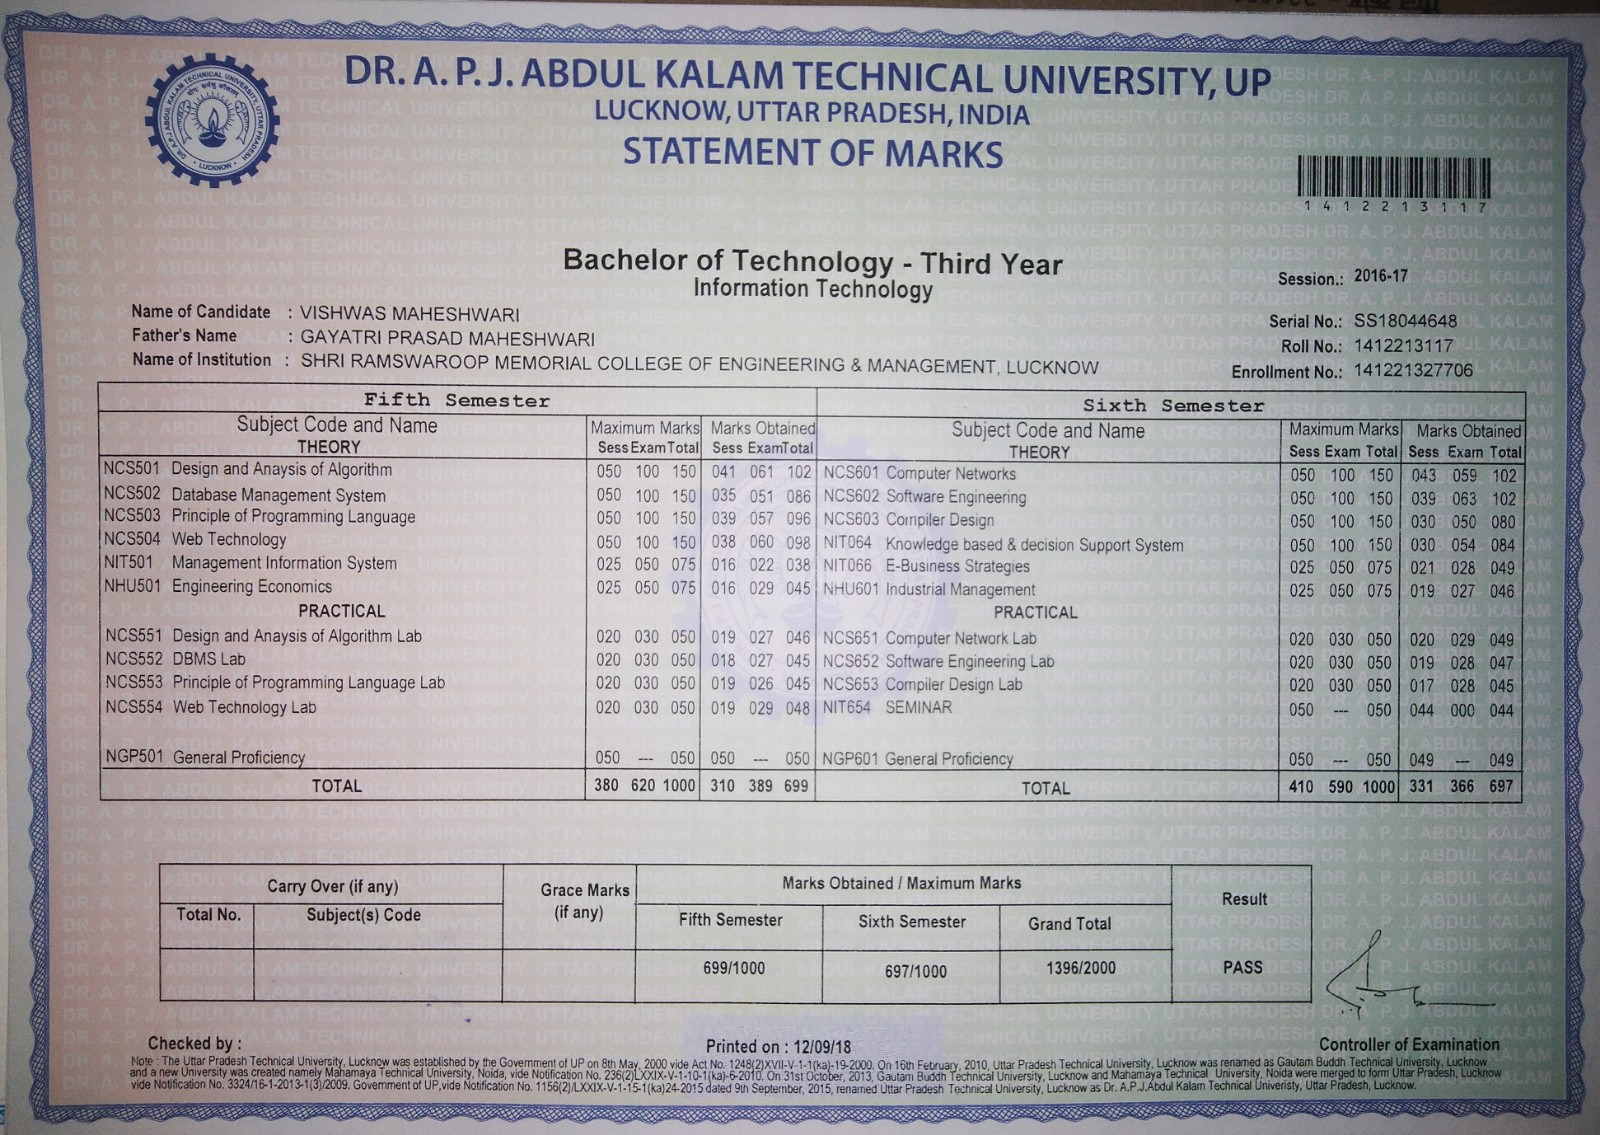 DR. A. P. J. ABDUL KALAM TECHNICAL UNIVERSITY, UP
LUCKNOW, UTTAR PRADESH, INDIA
STATEMENT OF MARKS
1 4 1 2 2 1 3 1 1 7
Bachelor of Technology - Third Year
Information Technology
Session.: 2016-17
Name of Candidate : VISHWAS MAHESHWARI
Serial No.: SS18044648
Father's Name : GAYATRI PRASAD MAHESHWARI
Roll No.: 1412213117
Name of Institution : SHRI RAMSWAROOP MEMORIAL COLLEGE OF ENGINEERING & MANAGEMENT, LUCKNOW
Enrollment No.: 141221327706
Fifth Semester Sixth Semester
Subject Code and Name Maximum Marks Marks Obtained Subject Code and Name Maximum Marks Marks Obtained
THEORY Sess Exam Total Sess Exam Total THEORY Sess Exam Total Sess Exam Total
NCS501 Design and Anaysis of Algorithm 050 100 150 041 061 102 NCS601 Computer Networks 050 100 150 043 059 102
NCS502 Database Management System 050 100 150 035 051 086 NCS602 Software Engineering 050 100 150 039 063 102
NCS503 Principle of Programming Language 050 100 150 039 057 096 NCS603 Compiler Design 050 100 150 030 050 080
NCS504 Web Technology 050 100 150 038 060 098 NIT064 Knowledge based & decision Support System 050 100 150 030 054 084
NIT501 Management Information System 025 050 075 016 022 038 NIT066 E-Business Strategies 025 050 075 021 028 049
NHU501 Engineering Economics 025 050 075 016 029 045 NHU601 Industrial Management 025 050 075 019 027 046
PRACTICAL PRACTICAL
NCS551 Design and Anaysis of Algorithm Lab 020 030 050 019 027 046 NCS651 Computer Network Lab 020 030 050 020 029 049
NCS552 DBMS Lab 020 030 050 018 027 045 NCS652 Software Engineering Lab 020 030 050 019 028 047
NCS553 Principle of Programming Language Lab 020 030 050 019 026 045 NCS653 Compiler Design Lab 020 030 050 017 028 045
NCS554 Web Technology Lab 020 030 050 019 029 048 NIT654 SEMINAR 050 --- 050 044 000 044
NGP501 General Proficiency 050 --- 050 050 --- 050 NGP601 General Proficiency 050 --- 050 049 --- 049
TOTAL 380 620 1000 310 389 699 TOTAL 410 590 1000 331 366 697
Carry Over (if any) Grace Marks (if any) Marks Obtained / Maximum Marks Result
Total No. Subject(s) Code Fifth Semester Sixth Semester Grand Total
699/1000 697/1000 1396/2000 PASS
Checked by : Printed on : 12/09/18 Controller of Examination
Note : The Uttar Pradesh Technical University, Lucknow was established by the Government of UP on 8th May, 2000 vide Act No. 1248(2)XVII-V-1-1(ka)-19-2000. On 16th February, 2010, Uttar Pradesh Technical University, Lucknow was renamed as Gautam Buddh Technical University, Lucknow
and a new University was created namely Mahamaya Technical University, Noida, vide Notification No. 236(2)LXXIX-V-1-10-1(ka)-6-2010. On 31st October, 2013, Gautam Buddh Technical University, Lucknow and Mahamaya Technical University, Noida were merged to form Uttar Pradesh, Lucknow
vide Notification No. 3324/16-1-2013-1(3)/2009. Government of UP,vide Notification No. 1156(2)/LXXIX-V-1-15-1(ka)24-2015 dated 9th September, 2015, renamed Uttar Pradesh Technical University, Lucknow as Dr. A.P.J.Abdul Kalam Technical Univeristy, Uttar Pradesh, Lucknow.